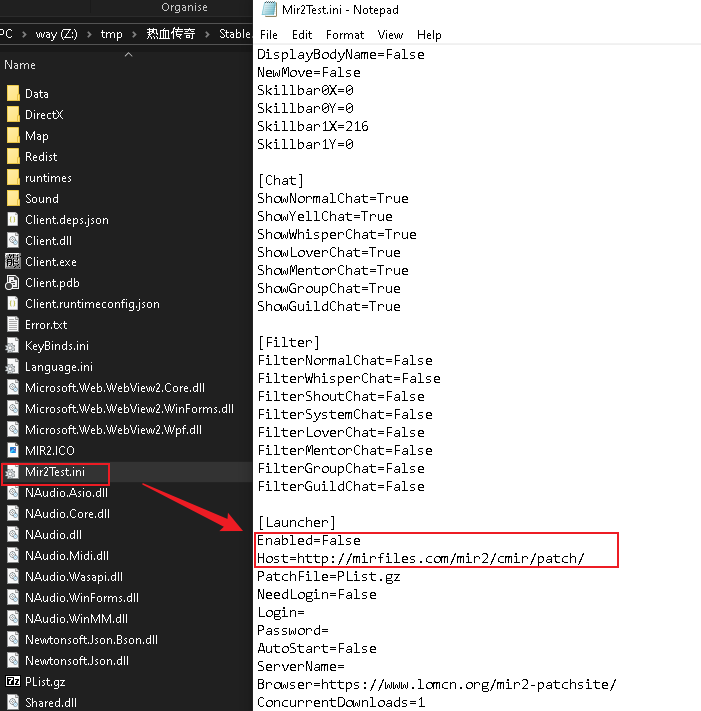 Organise
PC > way (Z:) > tmp > 热血传奇 > Stable
Name
Data
DirectX
Map
Redist
runtimes
Sound
Client.deps.json
Client.dll
Client.exe
Client.pdb
Client.runtimeconfig.json
Error.txt
KeyBinds.ini
Language.ini
Microsoft.Web.WebView2.Core.dll
Microsoft.Web.WebView2.WinForms.dll
Microsoft.Web.WebView2.Wpf.dll
MIR2.ICO
Mir2Test.ini
NAudio.Asio.dll
NAudio.Core.dll
NAudio.dll
NAudio.Midi.dll
NAudio.Wasapi.dll
NAudio.WinForms.dll
NAudio.WinMM.dll
Newtonsoft.Json.Bson.dll
Newtonsoft.Json.dll
PList.gz
Shared.dll
Mir2Test.ini - Notepad
File Edit Format View Help
DisplayBodyName=False
NewMove=False
Skillbar0X=0
Skillbar0Y=0
Skillbar1X=216
Skillbar1Y=0
[Chat]
ShowNormalChat=True
ShowYellChat=True
ShowWhisperChat=True
ShowLoverChat=True
ShowMentorChat=True
ShowGroupChat=True
ShowGuildChat=True
[Filter]
FilterNormalChat=False
FilterWhisperChat=False
FilterShoutChat=False
FilterSystemChat=False
FilterLoverChat=False
FilterMentorChat=False
FilterGroupChat=False
FilterGuildChat=False
[Launcher]
Enabled=False
Host=http://mirfiles.com/mir2/cmir/patch/
PatchFile=PList.gz
NeedLogin=False
Login=
Password=
AutoStart=False
ServerName=
Browser=https://www.lomcn.org/mir2-patchsite/
ConcurrentDownloads=1